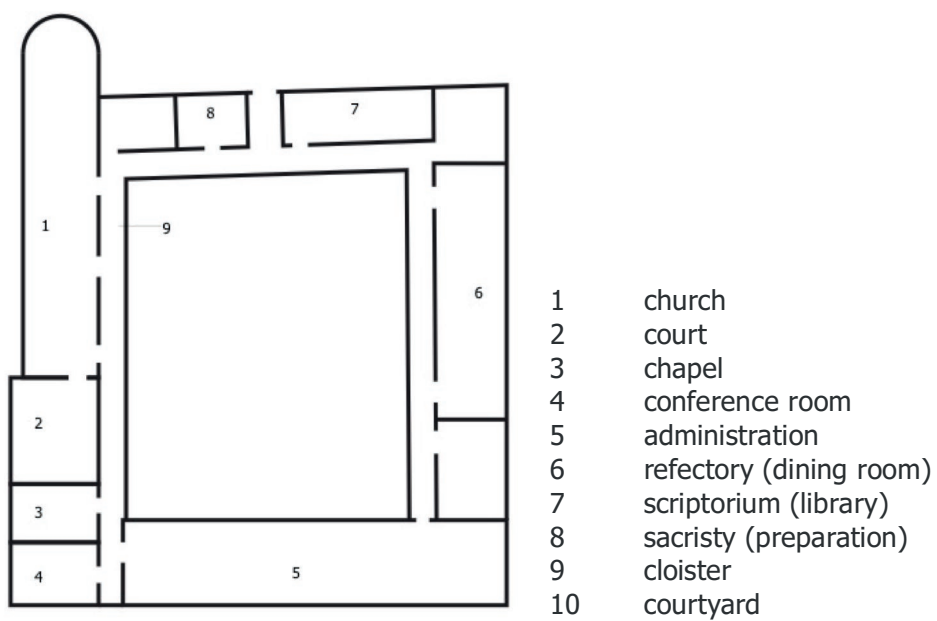 8
7
1
9
6
2
3
4
5
1 church
2 court
3 chapel
4 conference room
5 administration
6 refectory (dining room)
7 scriptorium (library)
8 sacristy (preparation)
9 cloister
10 courtyard